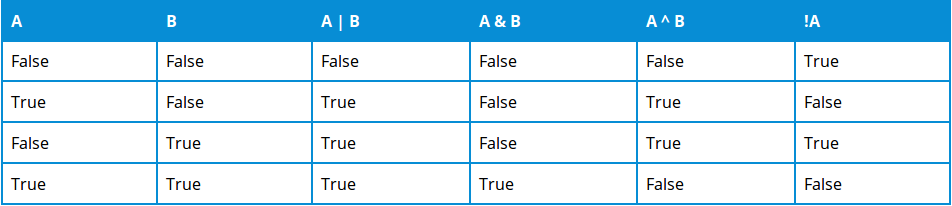 A B A | B A & B A ^ B !A
False False False False False True
True False True False True False
False True True False True True
True True True True False False